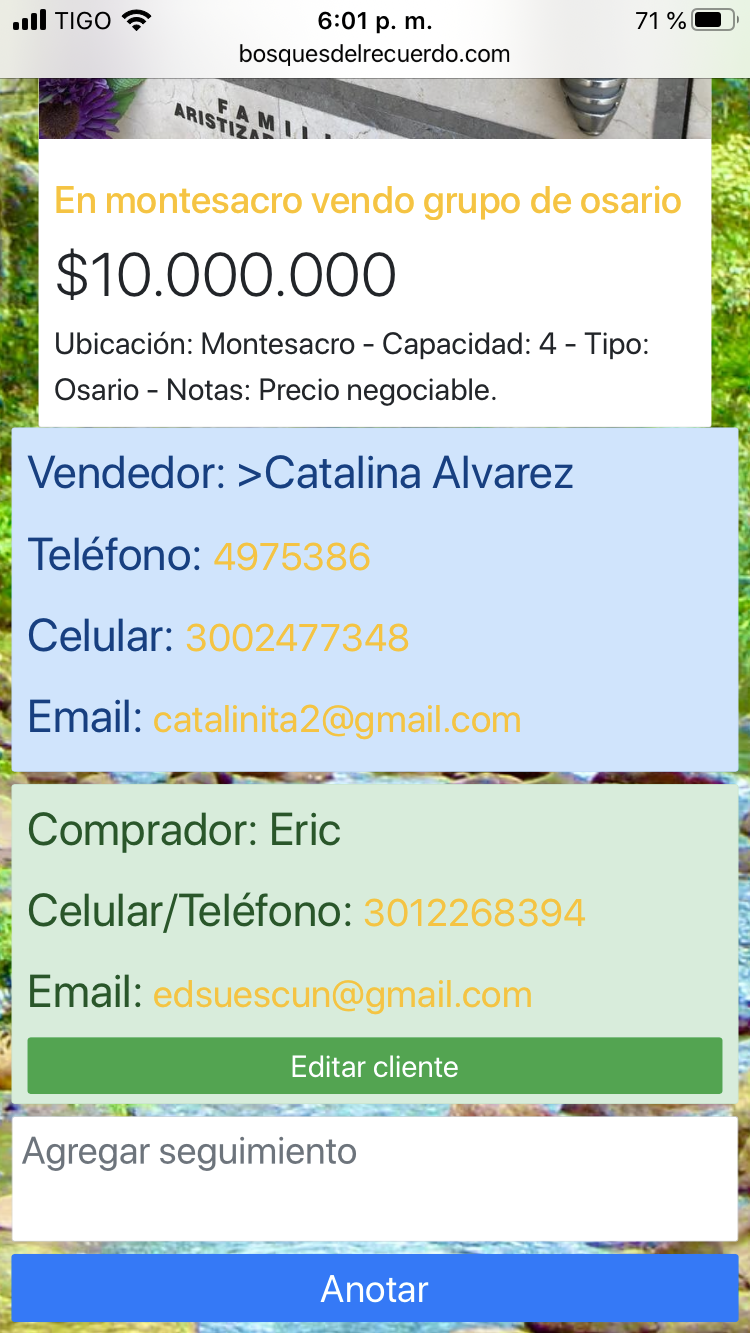 TIGO 6:01 p. m. 71 %
bosquesdelrecuerdo.com
FAMILI
ARISTIZA
En montesacro vendo grupo de osario
$10.000.000
Ubicación: Montesacro - Capacidad: 4 - Tipo:
Osario - Notas: Precio negociable.
Vendedor: >Catalina Alvarez
Teléfono: 4975386
Celular: 3002477348
Email: catalinita2@gmail.com
Comprador: Eric
Celular/Teléfono: 3012268394
Email: edsuescun@gmail.com
Editar cliente
Agregar seguimiento
Anotar